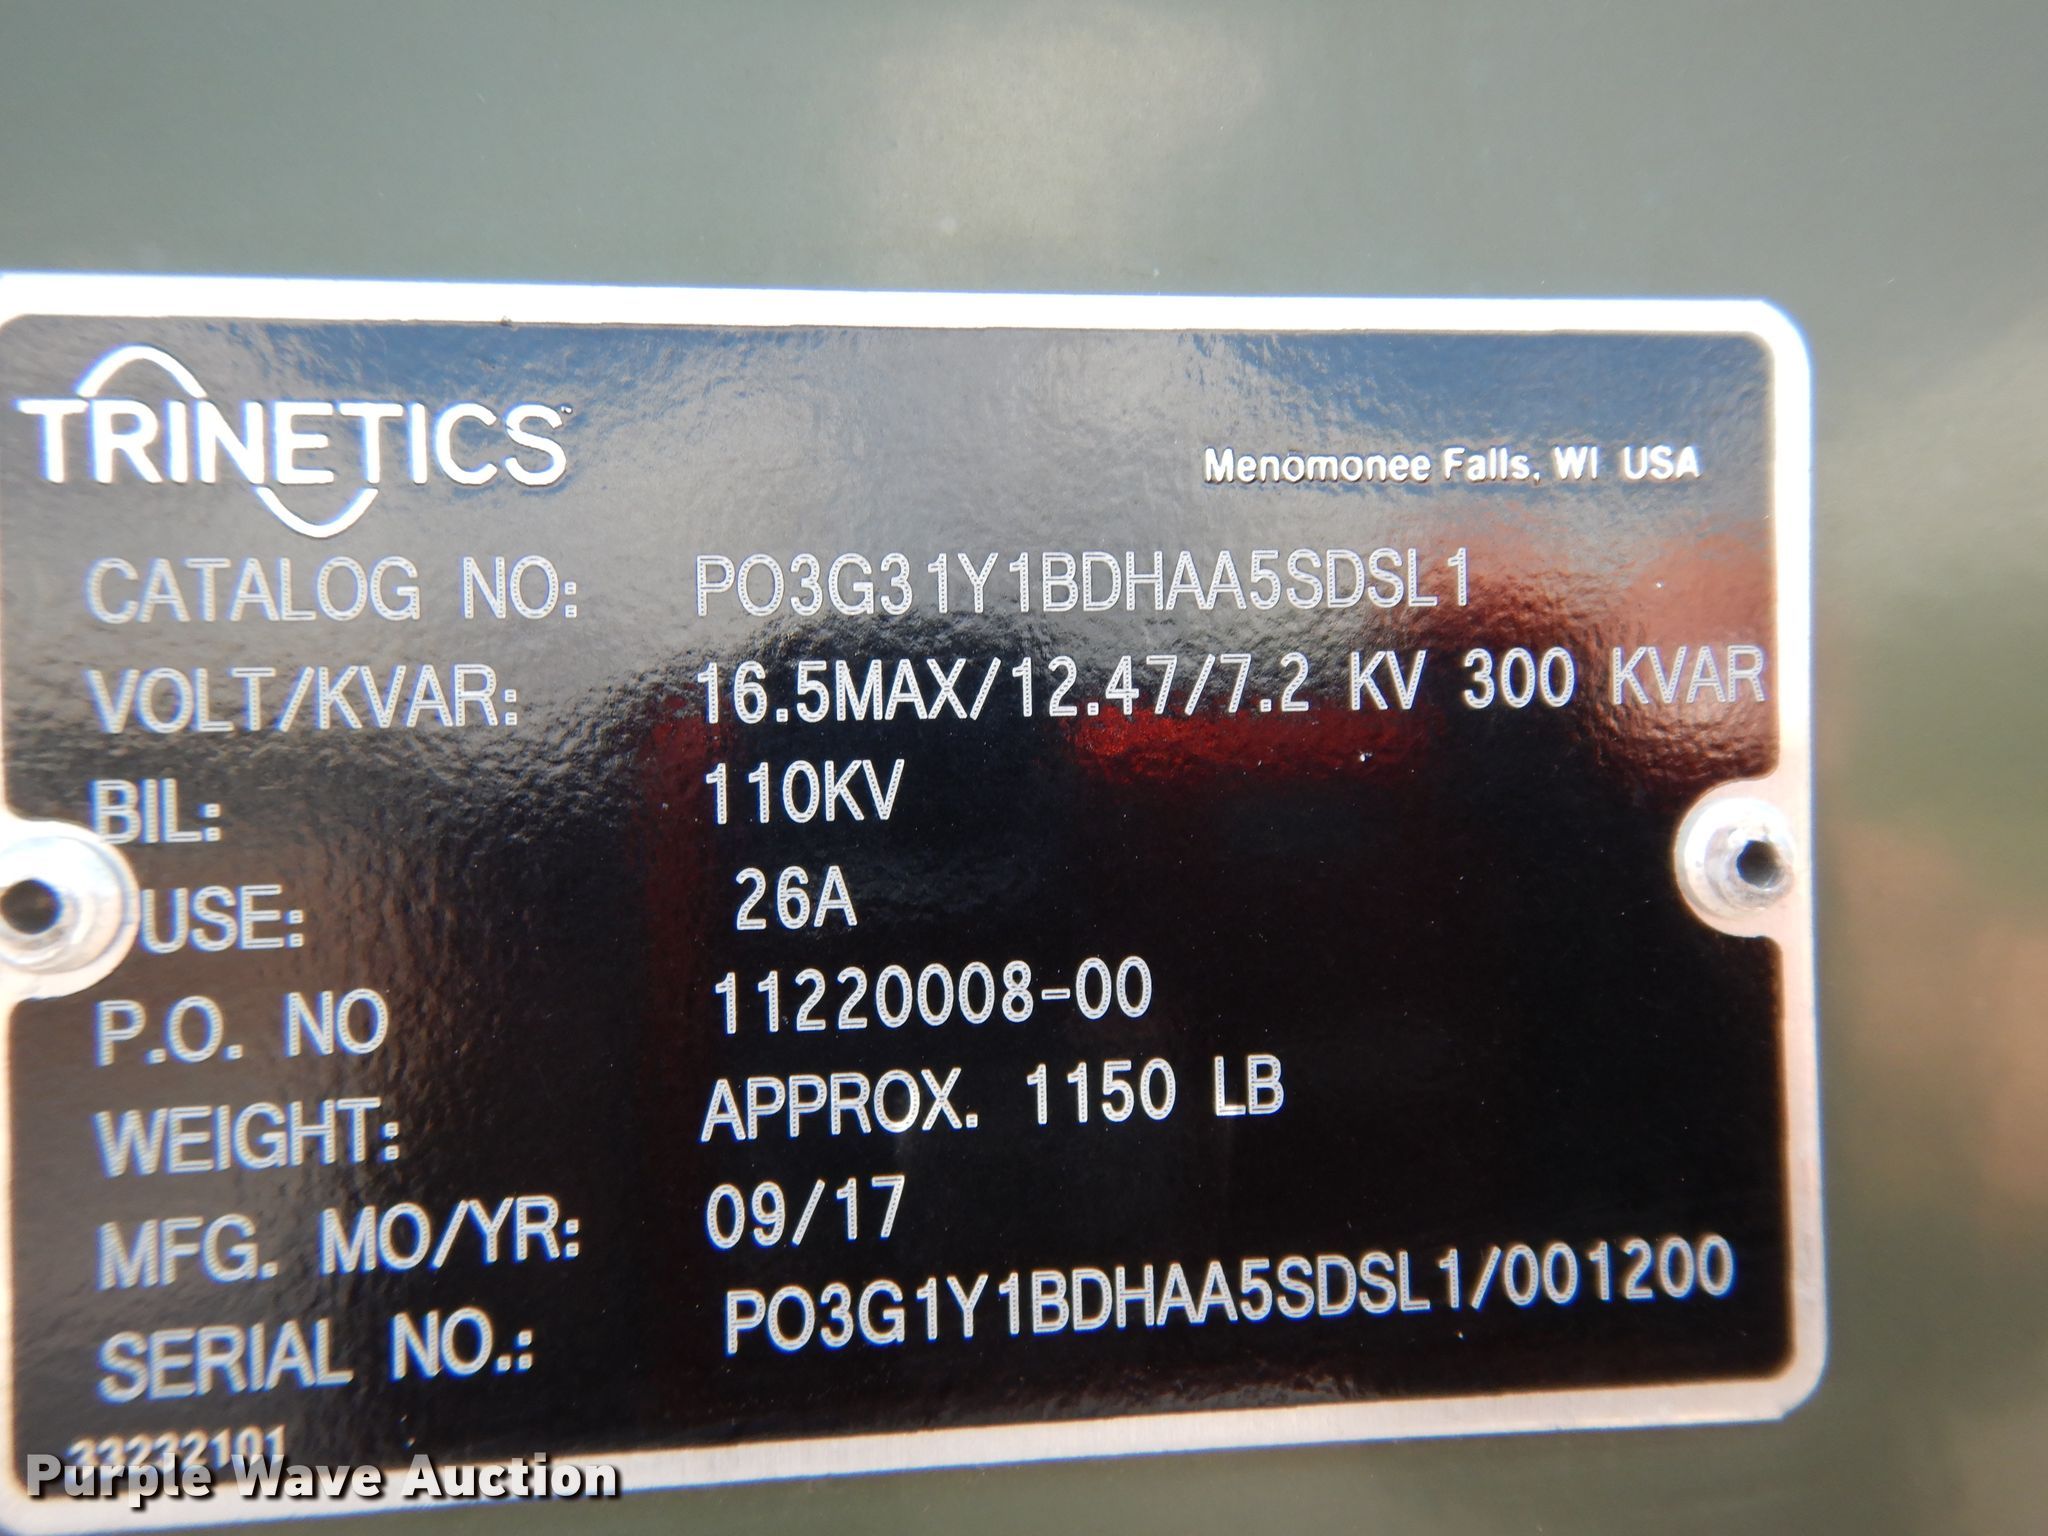 TRINETICS™
Menomonee Falls, WI USA
CATALOG NO: PO3G31Y1BDHAA5SDSL1
VOLT/KVAR: 16.5MAX/12.47/7.2 KV 300 KVAR
BIL: 110KV
USE: 26A
P.O. NO 11220008-00
WEIGHT: APPROX. 1150 LB
MFG. MO/YR: 09/17
SERIAL NO.: PO3G1Y1BDHAA5SDSL1/001200
33232101
Purple Wave Auction